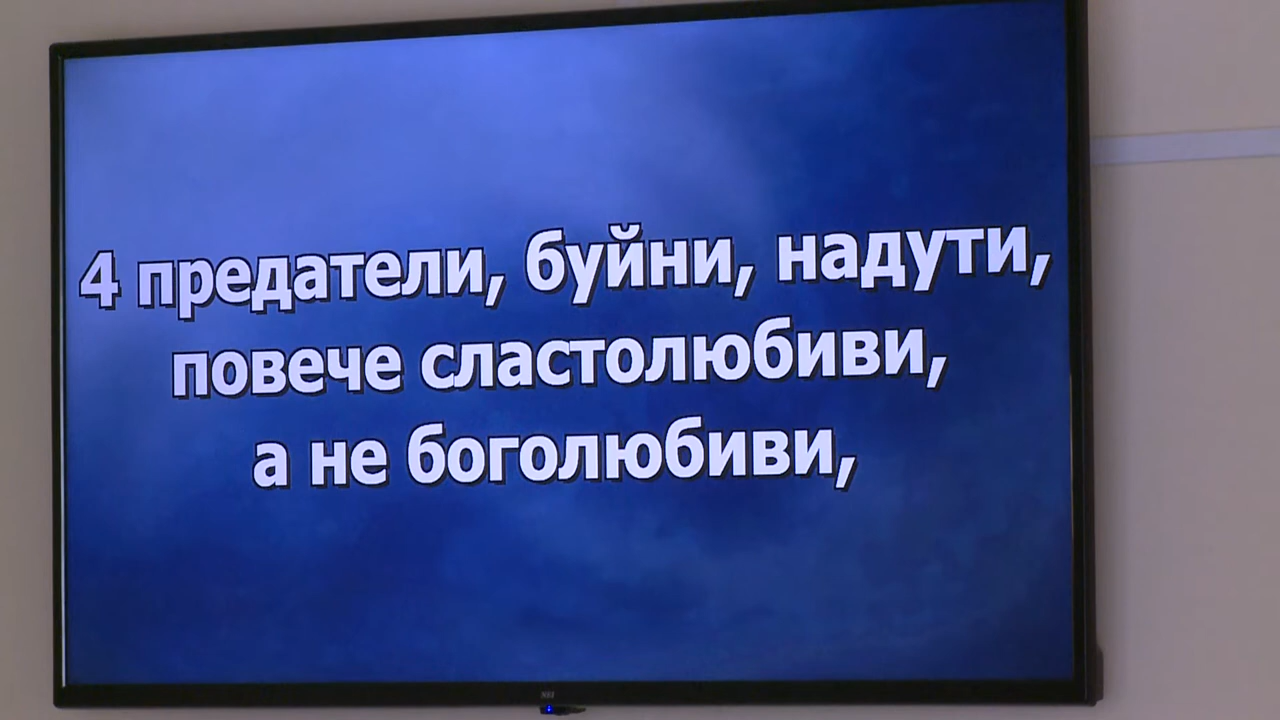 4 предатели, буйни, надути,
повече сластолюбиви,
а не боголюбиви,